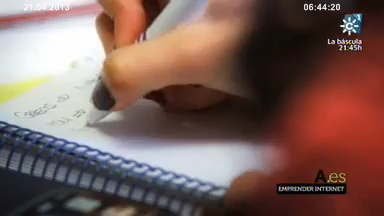 21.04.2013
06:44:20
La báscula
21:45h
A.es
EMPRENDER INTERNET